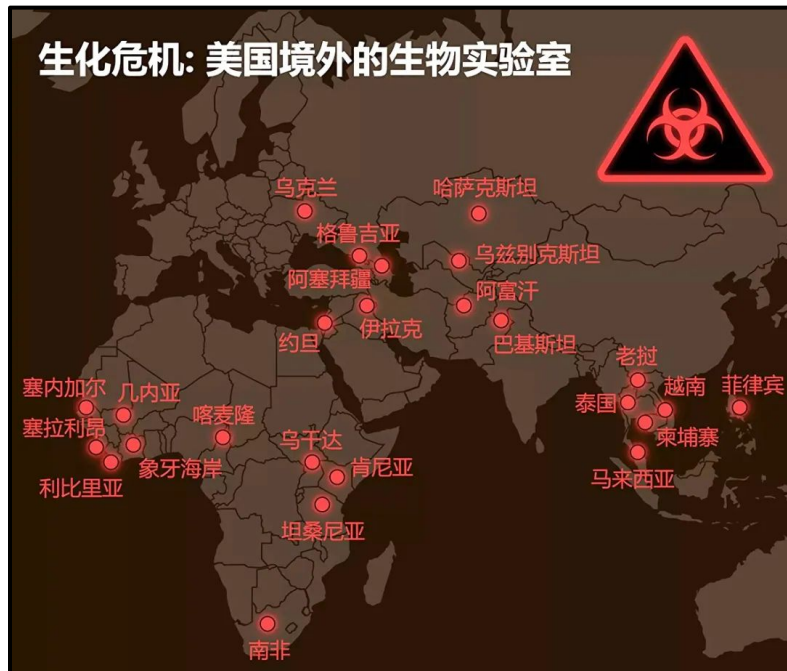 生化危机: 美国境外的生物实验室
乌克兰
哈萨克斯坦
格鲁吉亚
乌兹别克斯坦
阿塞拜疆
阿富汗
约旦
伊拉克
巴基斯坦
老挝
塞内加尔
几内亚
泰国
越南
菲律宾
塞拉利昂
喀麦隆
乌干达
柬埔寨
象牙海岸
肯尼亚
马来西亚
利比里亚
坦桑尼亚
南非